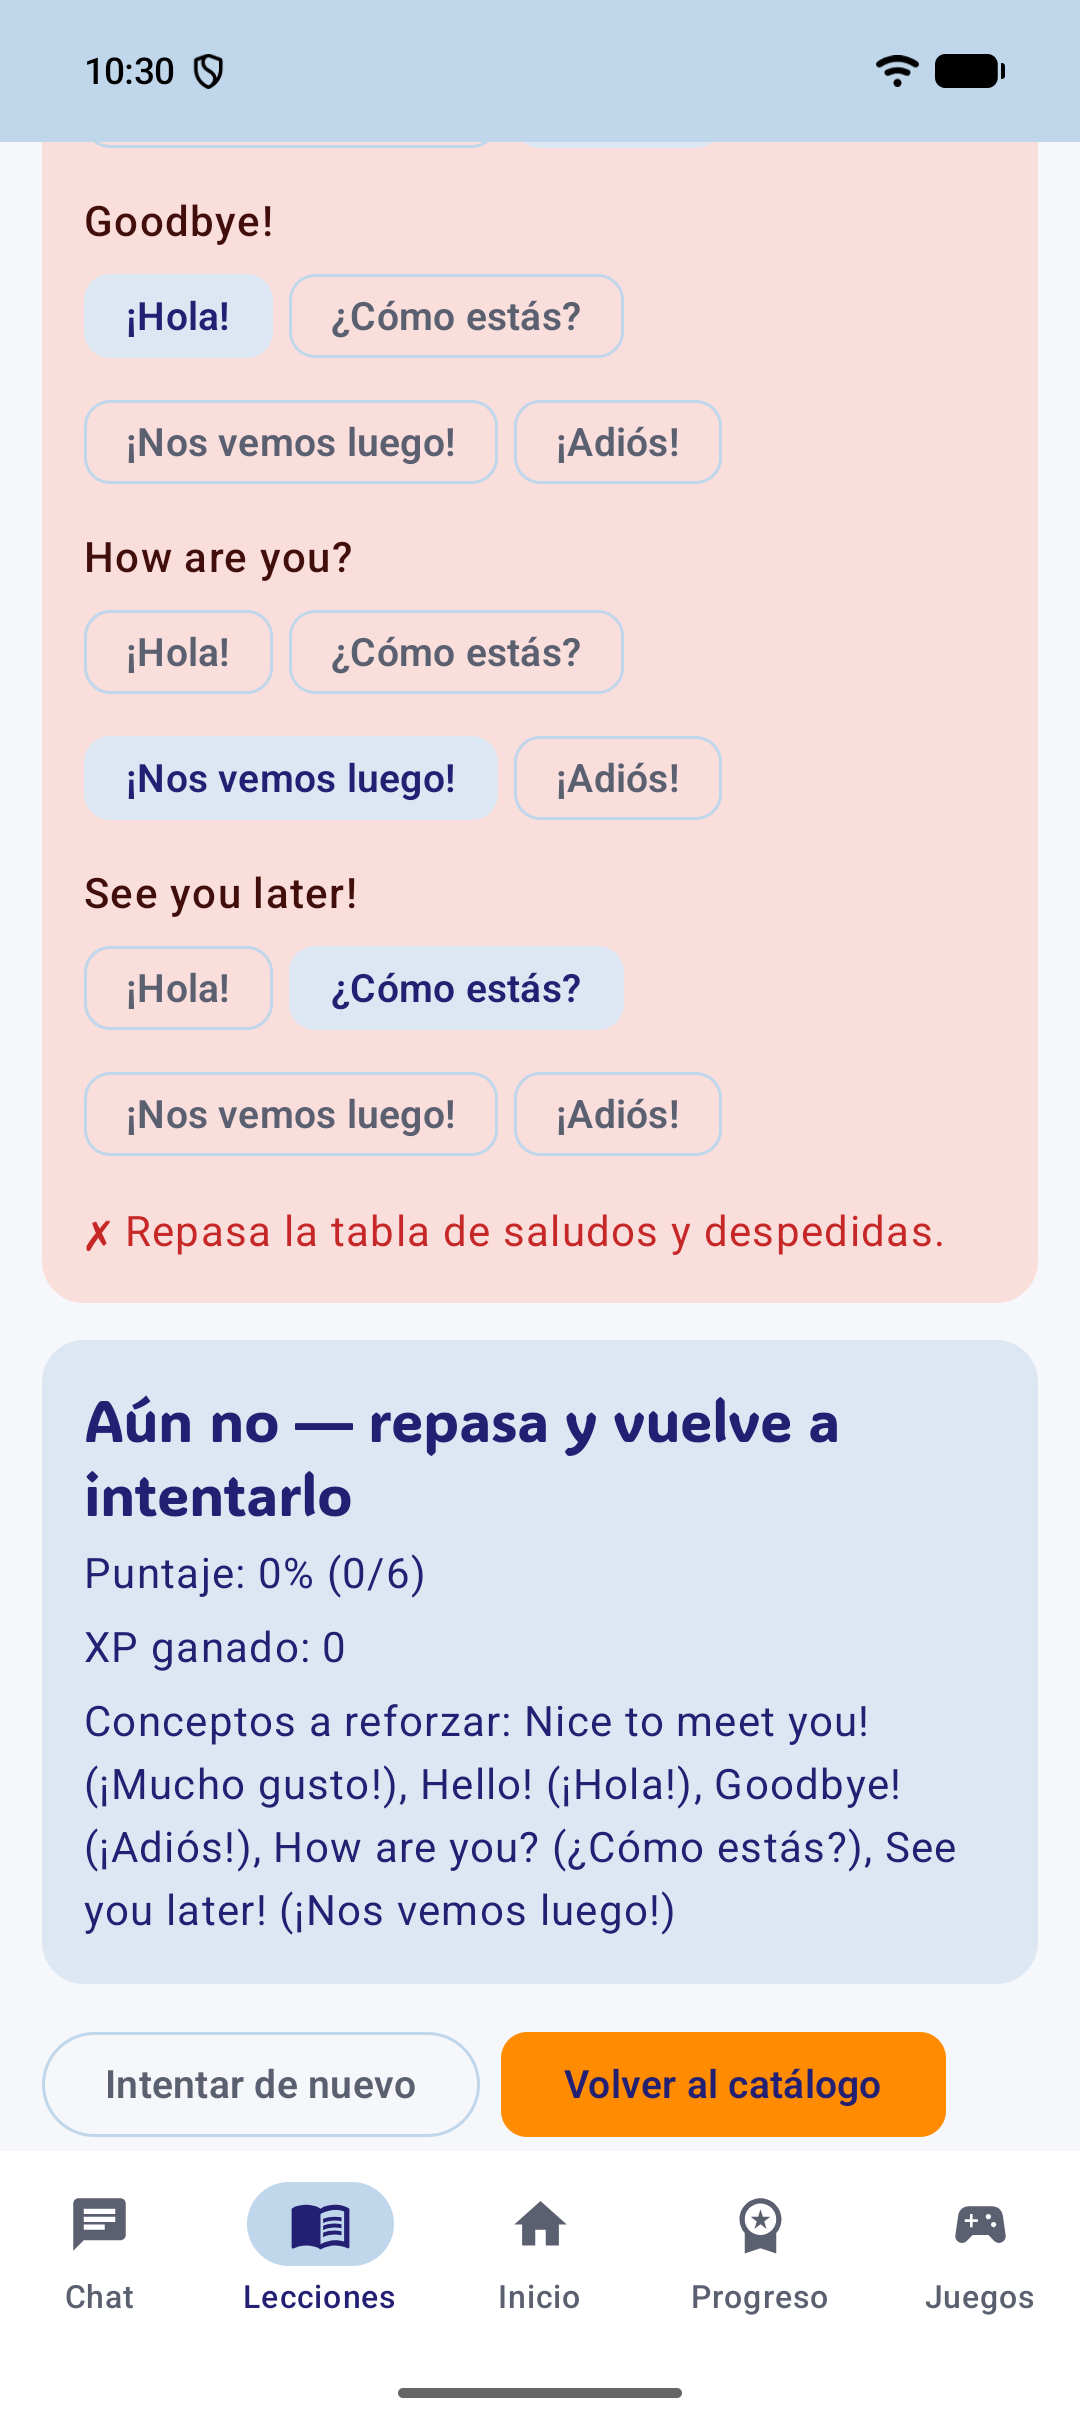 10:30
Goodbye!
¡Hola! ¿Cómo estás?
¡Nos vemos luego! ¡Adiós!
How are you?
¡Hola! ¿Cómo estás?
¡Nos vemos luego! ¡Adiós!
See you later!
¡Hola! ¿Cómo estás?
¡Nos vemos luego! ¡Adiós!
✗ Repasa la tabla de saludos y despedidas.
Aún no — repasa y vuelve a
intentarlo
Puntaje: 0% (0/6)
XP ganado: 0
Conceptos a reforzar: Nice to meet you!
(¡Mucho gusto!), Hello! (¡Hola!), Goodbye!
(¡Adiós!), How are you? (¿Cómo estás?), See
you later! (¡Nos vemos luego!)
Intentar de nuevo Volver al catálogo
Chat Lecciones Inicio Progreso Juegos